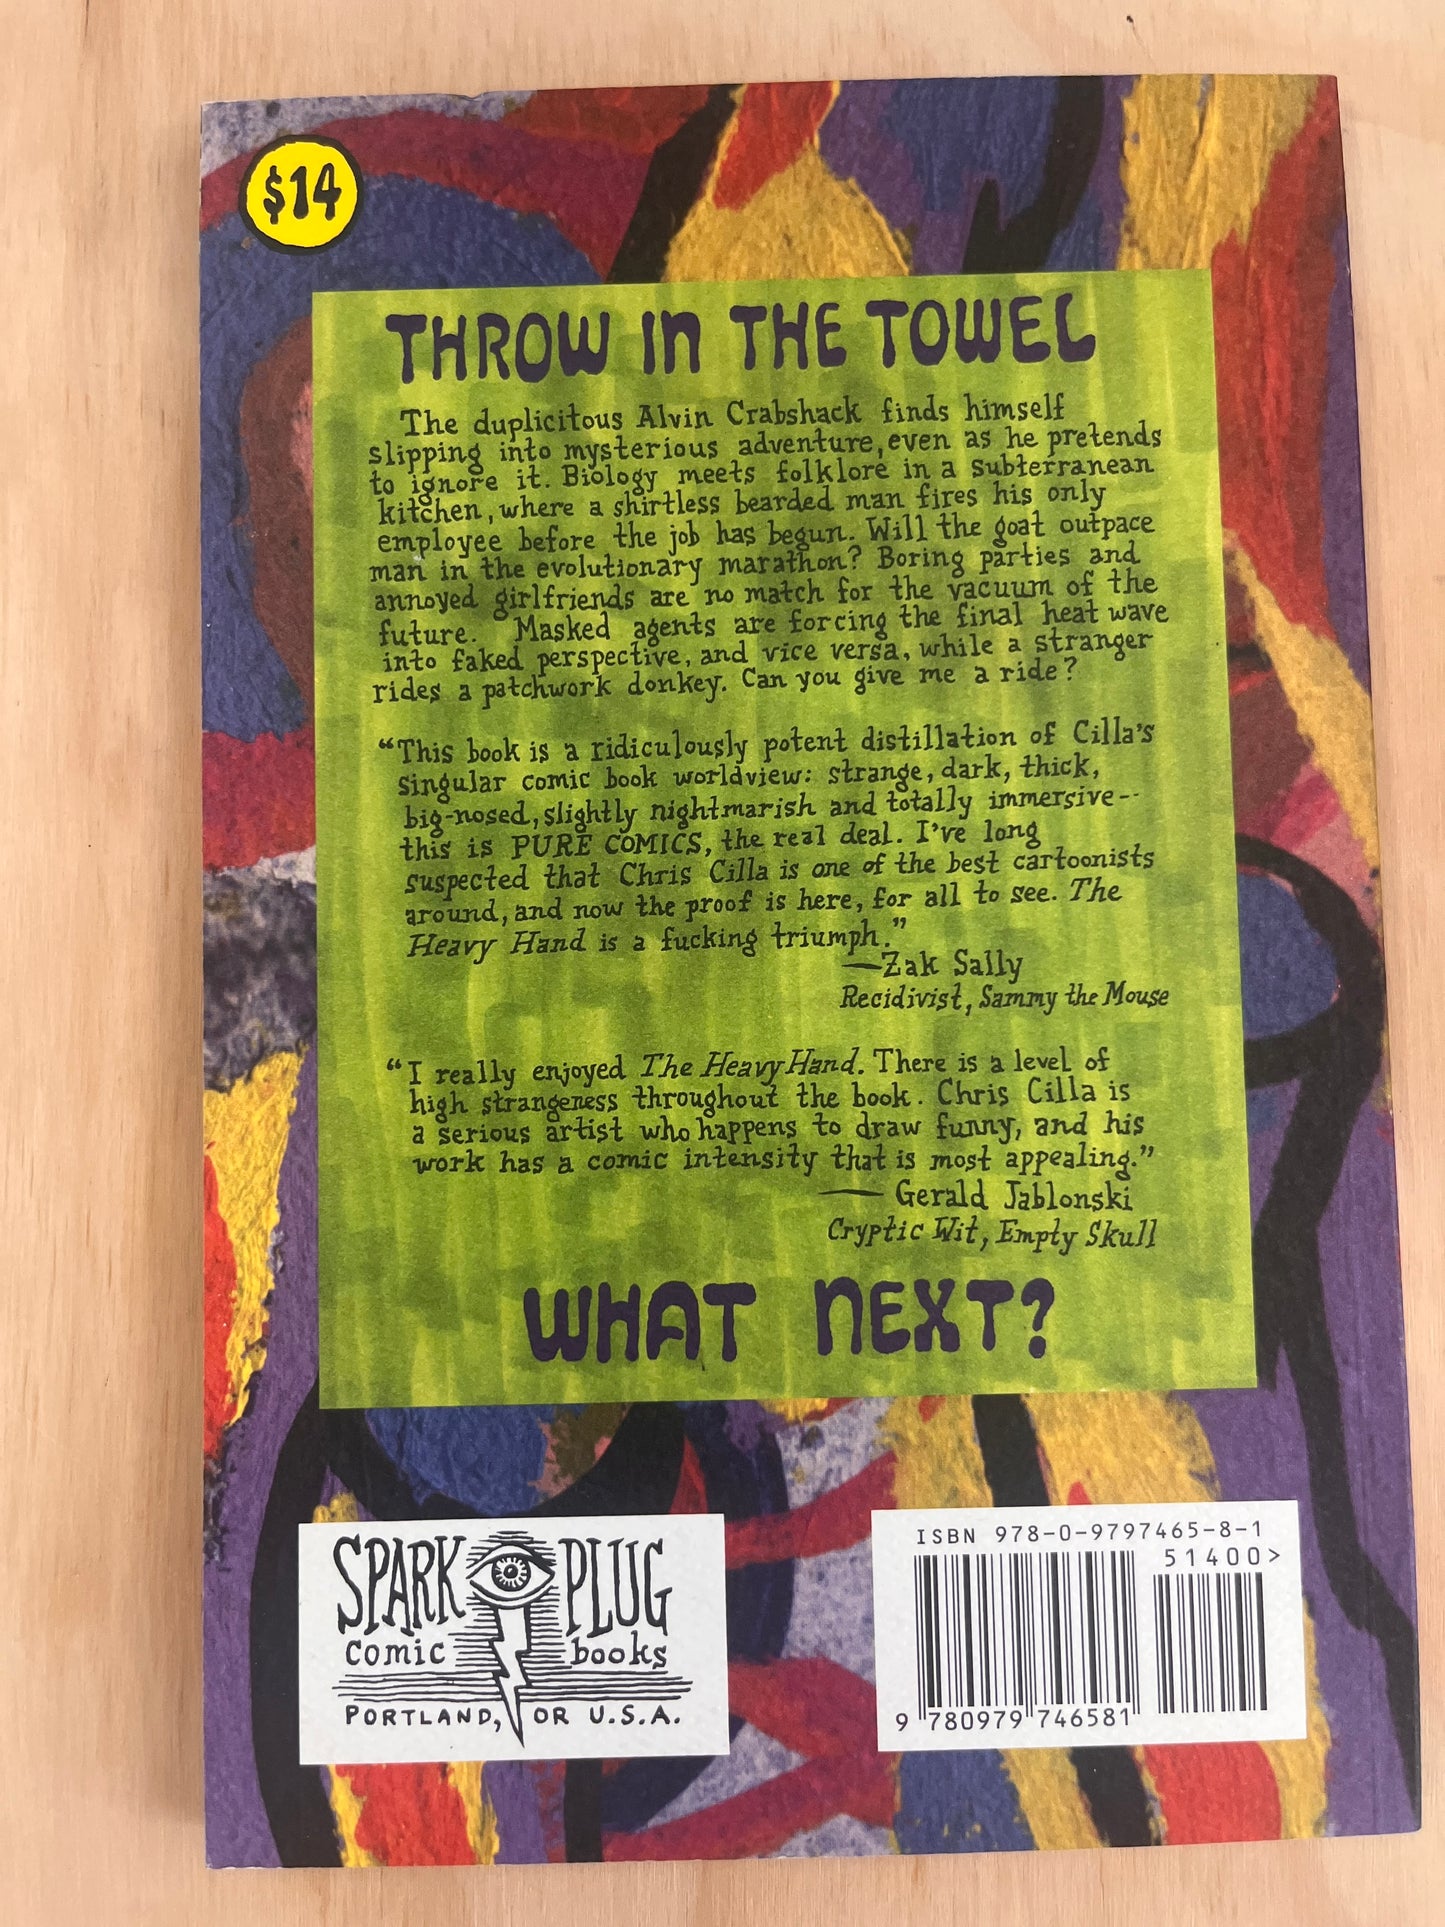 $14
THROW IN THE TOWEL
The duplicitous Alvin Crabshack finds himself
slipping into mysterious adventure, even as he pretends
to ignore it. Biology meets folklore in a subterranean
kitchen, where a shirtless bearded man fires his only
employee before the job has begun. Will the goat outpace
man in the evolutionary marathon? Boring parties and
annoyed girlfriends are no match for the vacuum of the
future. Masked agents are forcing the final heat wave
into faked perspective, and vice versa, while a stranger
rides a patchwork donkey. Can you give me a ride?
"This book is a ridiculously potent distillation of Cilla's
singular comic book worldview: strange, dark, thick,
big-nosed, slightly nightmarish and totally immersive--
this is PURE COMICS, the real deal. I've long
suspected that Chris Cilla is one of the best cartoonists
around, and now the proof is here, for all to see. The
Heavy Hand is a fucking triumph."
—Zak Sally
Recidivist, Sammy the Mouse
"I really enjoyed The Heavy Hand. There is a level of
high strangeness throughout the book. Chris Cilla is
a serious artist who happens to draw funny, and his
work has a comic intensity that is most appealing."
— Gerald Jablonski
Cryptic Wit, Empty Skull
WHAT NEXT?
SPARK PLUG
comic books
PORTLAND, OR U.S.A.
ISBN 978-0-9797465-8-1
51400>
9 780979 746581